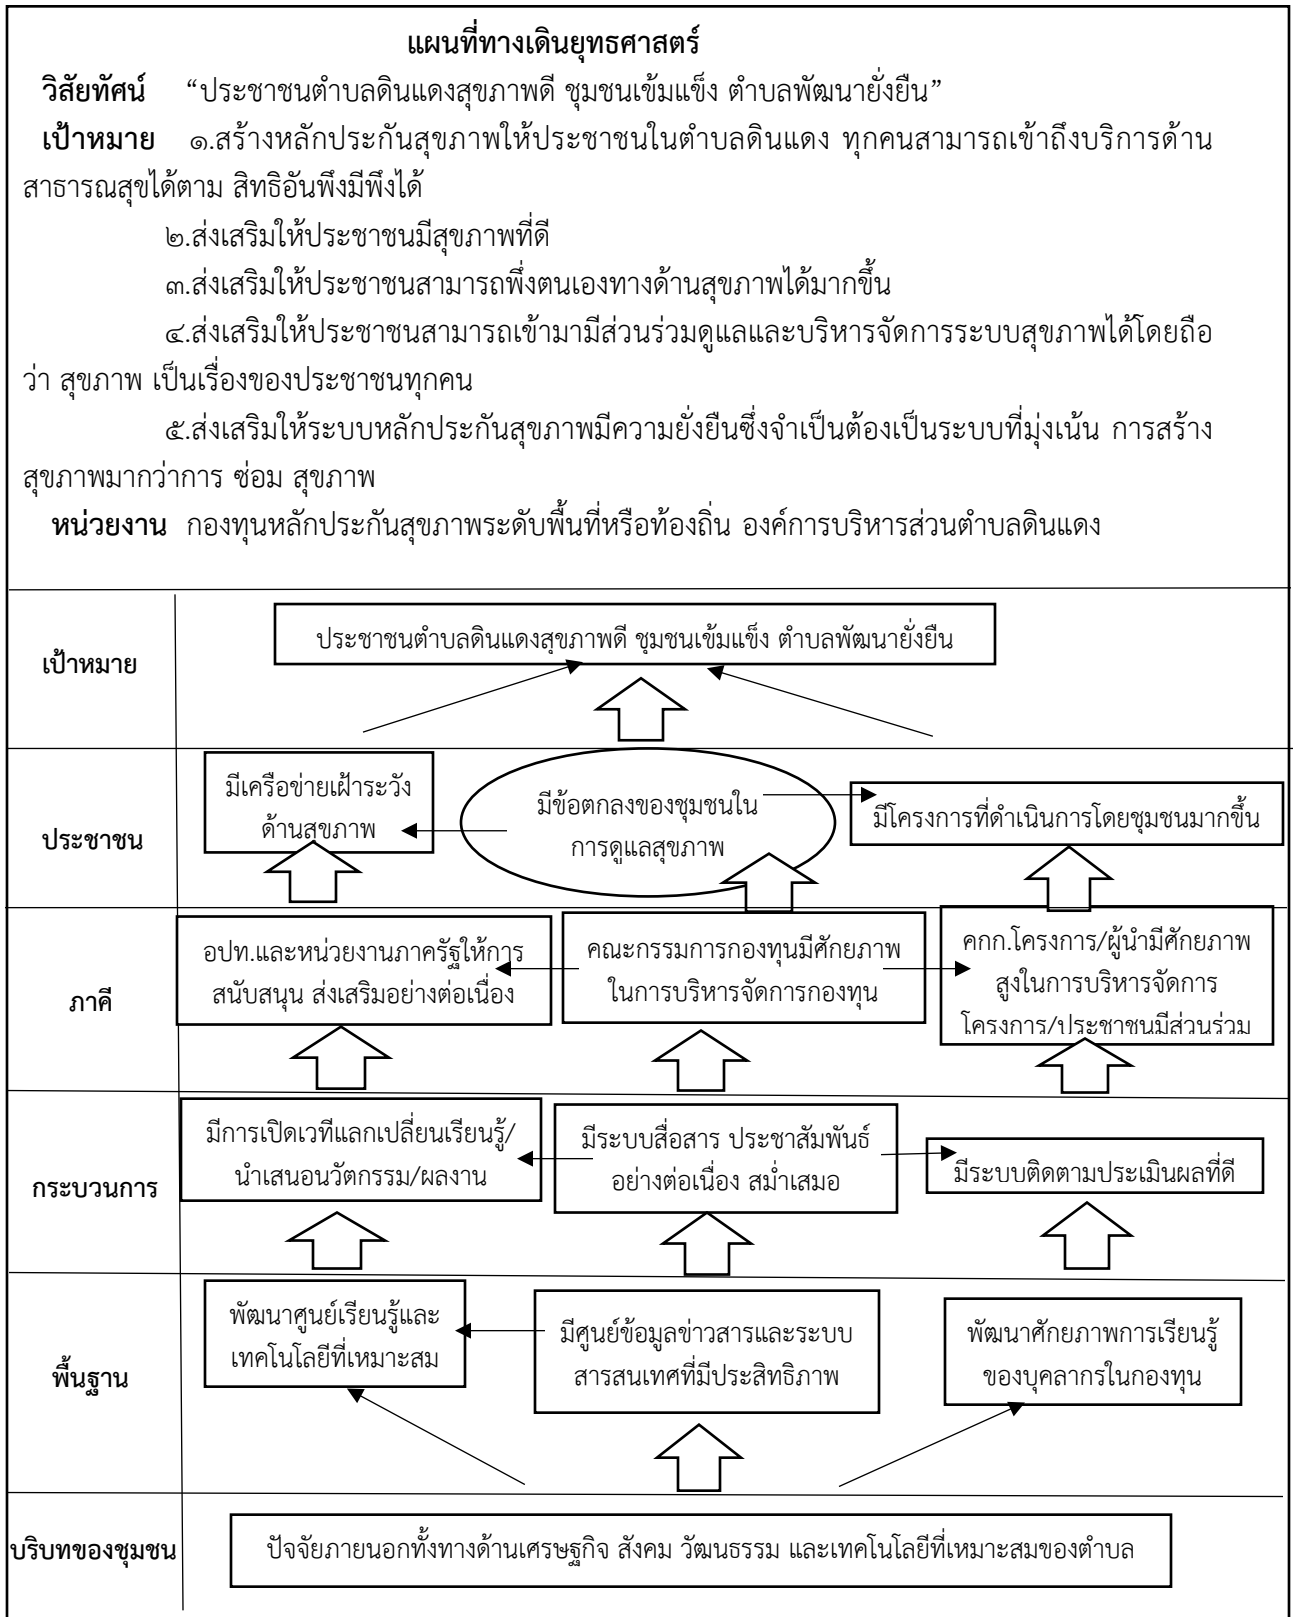 แผนที่ทางเดินยุทธศาสตร์
วิสัยทัศน์ “ประชาชนตำบลดินแดงสุขภาพดี ชุมชนเข้มแข็ง ตำบลพัฒนายั่งยืน”
เป้าหมาย ๑.สร้างหลักประกันสุขภาพให้ประชาชนในตำบลดินแดง ทุกคนสามารถเข้าถึงบริการด้าน
สาธารณสุขได้ตาม สิทธิอันพึงมีพึงได้
๒.ส่งเสริมให้ประชาชนมีสุขภาพที่ดี
๓.ส่งเสริมให้ประชาชนสามารถพึ่งตนเองทางด้านสุขภาพได้มากขึ้น
๔.ส่งเสริมให้ประชาชนสามารถเข้ามามีส่วนร่วมดูแลและบริหารจัดการระบบสุขภาพได้โดยถือ
ว่า สุขภาพ เป็นเรื่องของประชาชนทุกคน
๕.ส่งเสริมให้ระบบหลักประกันสุขภาพมีความยั่งยืนซึ่งจำเป็นต้องเป็นระบบที่มุ่งเน้น การสร้าง
สุขภาพมากว่าการ ซ่อม สุขภาพ
หน่วยงาน กองทุนหลักประกันสุขภาพระดับพื้นที่หรือท้องถิ่น องค์การบริหารส่วนตำบลดินแดง
เป้าหมาย
ประชาชนตำบลดินแดงสุขภาพดี ชุมชนเข้มแข็ง ตำบลพัฒนายั่งยืน
ประชาชน
มีเครือข่ายเฝ้าระวัง
ด้านสุขภาพ
มีข้อตกลงของชุมชนใน
การดูแลสุขภาพ
มีโครงการที่ดำเนินการโดยชุมชนมากขึ้น
ภาคี
อปท.และหน่วยงานภาครัฐให้การ
สนับสนุน ส่งเสริมอย่างต่อเนื่อง
คณะกรรมการกองทุนมีศักยภาพ
ในการบริหารจัดการกองทุน
คกก.โครงการ/ผู้นำมีศักยภาพ
สูงในการบริหารจัดการ
โครงการ/ประชาชนมีส่วนร่วม
กระบวนการ
มีการเปิดเวทีแลกเปลี่ยนเรียนรู้/
นำเสนอนวัตกรรม/ผลงาน
มีระบบสื่อสาร ประชาสัมพันธ์
อย่างต่อเนื่อง สม่ำเสมอ
มีระบบติดตามประเมินผลที่ดี
พื้นฐาน
พัฒนาศูนย์เรียนรู้และ
เทคโนโลยีที่เหมาะสม
มีศูนย์ข้อมูลข่าวสารและระบบ
สารสนเทศที่มีประสิทธิภาพ
พัฒนาศักยภาพการเรียนรู้
ของบุคลากรในกองทุน
บริบทของชุมชน
ปัจจัยภายนอกทั้งทางด้านเศรษฐกิจ สังคม วัฒนธรรม และเทคโนโลยีที่เหมาะสมของตำบล